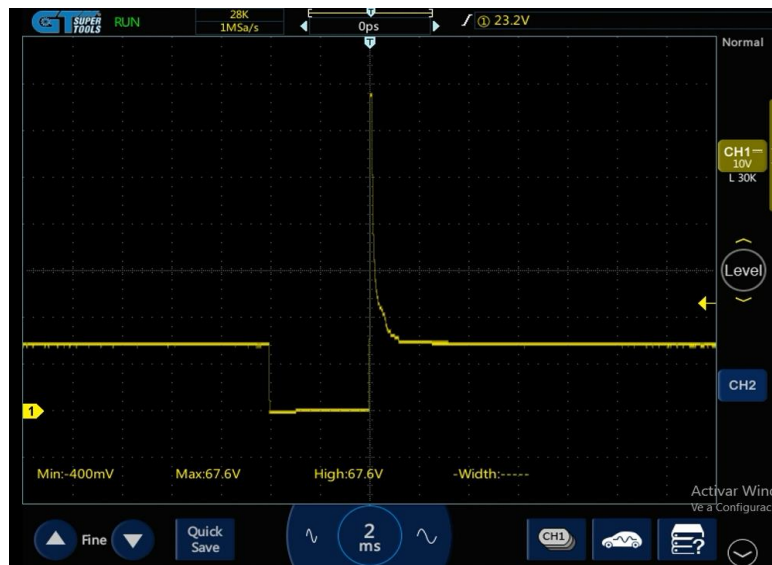 GT SUPER TOOLS
RUN
28K
1MSa/s
T
0ps
① 23.2V
T
Normal
CH1
10V
L 30K
Level
1
CH2
Min:-400mV Max:67.6V High:67.6V -Width:-----
Activar Wind
Ve a Configurac
Fine
Quick
Save
2
ms
CH1
?